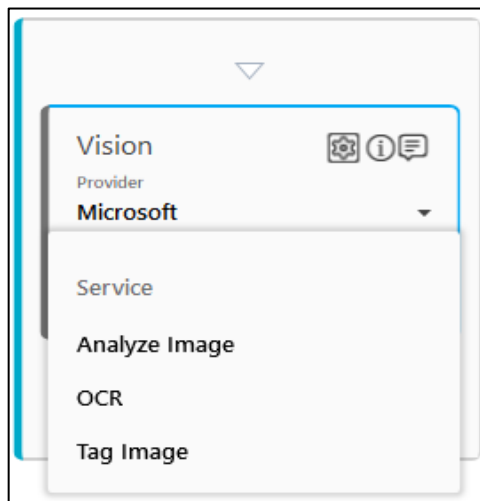 Vision
Provider
Microsoft
Service
Analyze Image
OCR
Tag Image